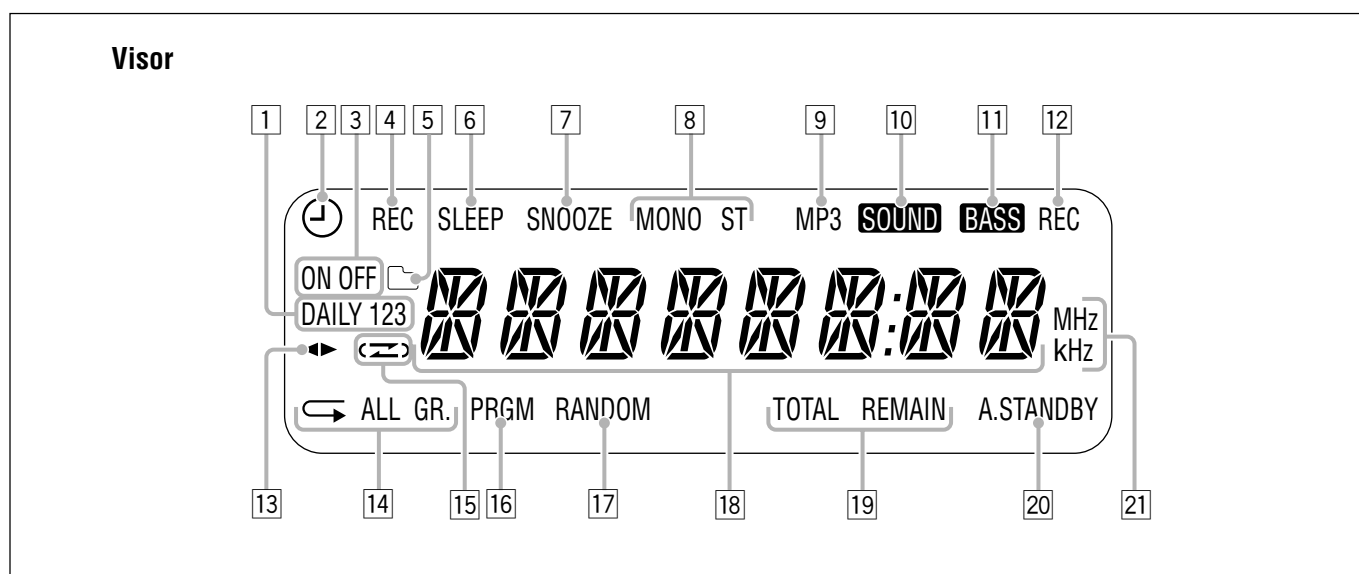 Visor
1 2 3 4 5 6 7 8 9 10 11 12
REC SLEEP SNOOZE MONO ST MP3 SOUND BASS REC
ON OFF
DAILY 123
MHz
kHz
ALL GR. PRGM RANDOM TOTAL REMAIN A.STANDBY
13 14 15 16 17 18 19 20 21